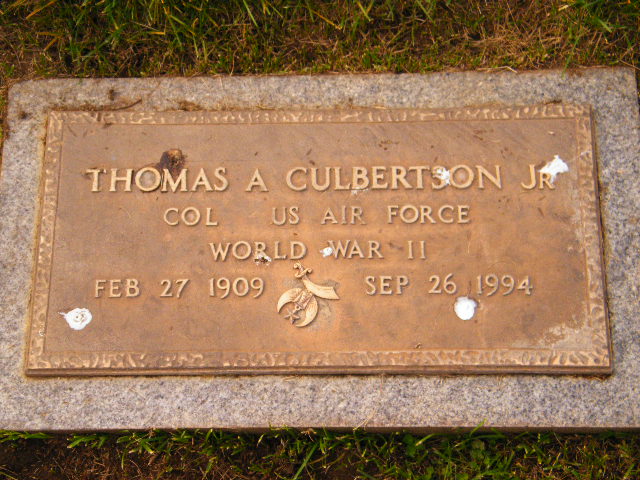 THOMAS A CULBERTSON JR
COL US AIR FORCE
WORLD WAR II
FEB 27 1909 SEP 26 1994